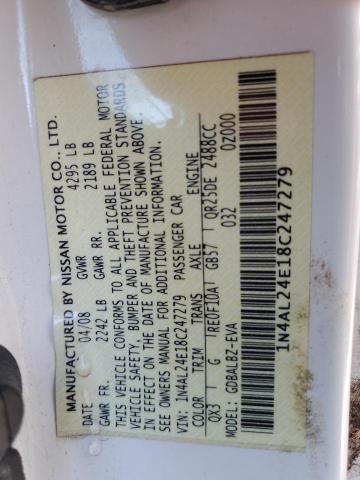 MANUFACTURED BY NISSAN MOTOR CO., LTD.
DATE 04/08 GVWR 4295 LB
GAWR FR. 2242 LB GAWR RR. 2189 LB
THIS VEHICLE CONFORMS TO ALL APPLICABLE FEDERAL MOTOR
VEHICLE SAFETY, BUMPER AND THEFT PREVENTION STANDARDS
IN EFFECT ON THE DATE OF MANUFACTURE SHOWN ABOVE.
SEE OWNERS MANUAL FOR ADDITIONAL INFORMATION.
VIN: 1N4AL24E18C247279 PASSENGER CAR
COLOR TRIM TRANS AXLE ENGINE
QX3 G RE0F10A GB57 QR25DE 2488CC
MODEL: GDBALBZ-EVA 032 0Z000
1N4AL24E18C247279